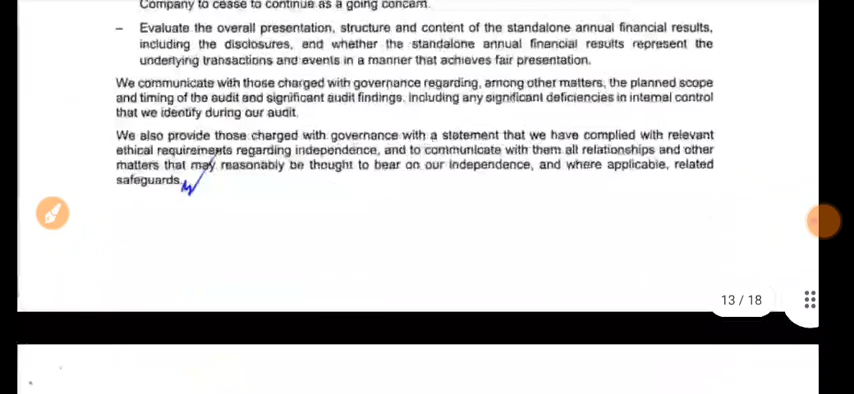 Company to cease to continue as a going concern.
– Evaluate the overall presentation, structure and content of the standalone annual financial results,
including the disclosures, and whether the standalone annual financial results represent the
underlying transactions and events in a manner that achieves fair presentation.
We communicate with those charged with governance regarding, among other matters, the planned scope
and timing of the audit and significant audit findings, including any significant deficiencies in internal control
that we identify during our audit.
We also provide those charged with governance with a statement that we have complied with relevant
ethical requirements regarding independence, and to communicate with them all relationships and other
matters that may reasonably be thought to bear on our independence, and where applicable, related
safeguards.
13 / 18